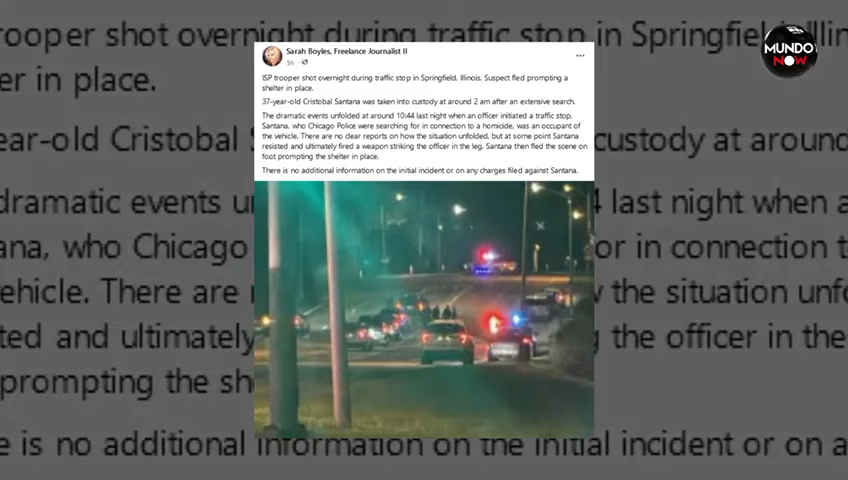 rooper shot overnight during traffic stop in Springfield, Illin
MUNDO
NOW
er in place.
Sarah Boyles, Freelance Journalist II
5h
ISP trooper shot overnight during traffic stop in Springfield, Illinois. Suspect fled prompting a
shelter in place.
37-year-old Cristobal Santana was taken into custody at around 2 am after an extensive search.
The dramatic events unfolded at around 10:44 last night when an officer initiated a traffic stop.
Santana, who Chicago Police were searching for in connection to a homicide, was an occupant of
the vehicle. There are no clear reports on how the situation unfolded, but at some point Santana
resisted and ultimately fired a weapon striking the officer in the leg. Santana then fled the scene on
foot prompting the shelter in place.
There is no additional information on the initial incident or on any charges filed against Santana.
ear-old Cristobal S
custody at around
dramatic events u
4 last night when a
ana, who Chicago
or in connection t
ehicle. There are
w the situation unfo
ted and ultimately
g the officer in the
prompting the sh
e is no additional information on the initial incident or on a